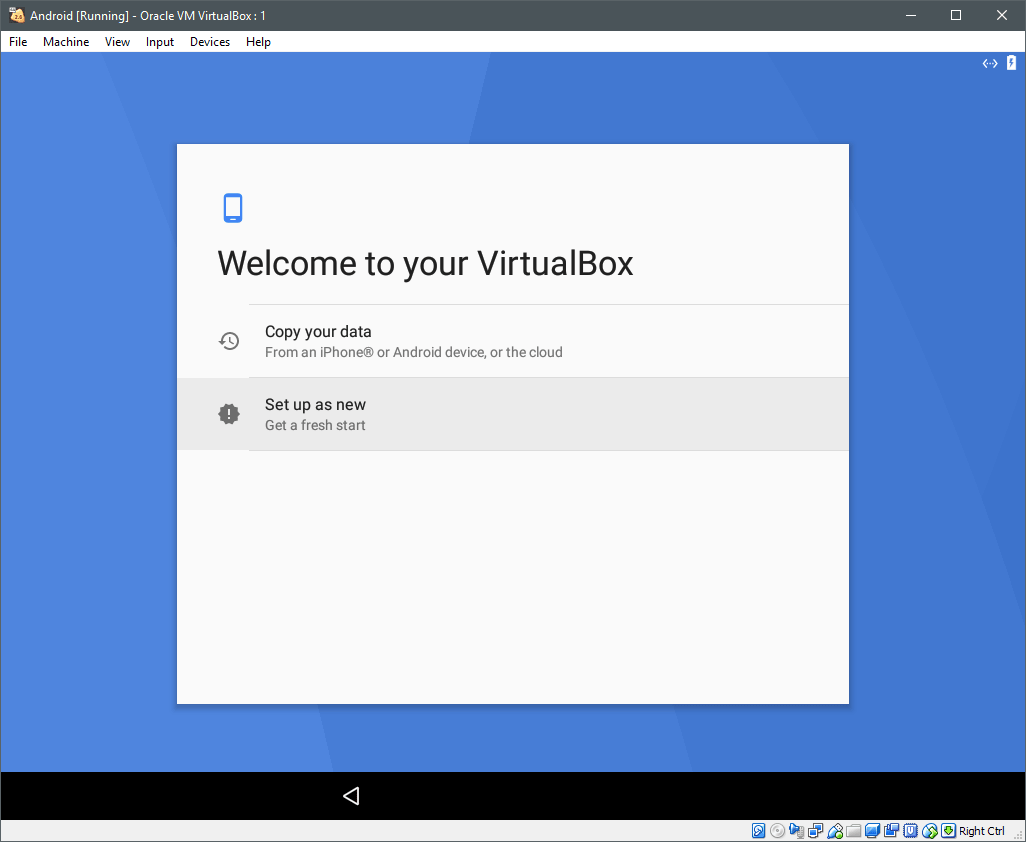 Android [Running] - Oracle VM VirtualBox : 1
File Machine View Input Devices Help
Welcome to your VirtualBox
Copy your data
From an iPhone® or Android device, or the cloud
Set up as new
Get a fresh start
Right Ctrl